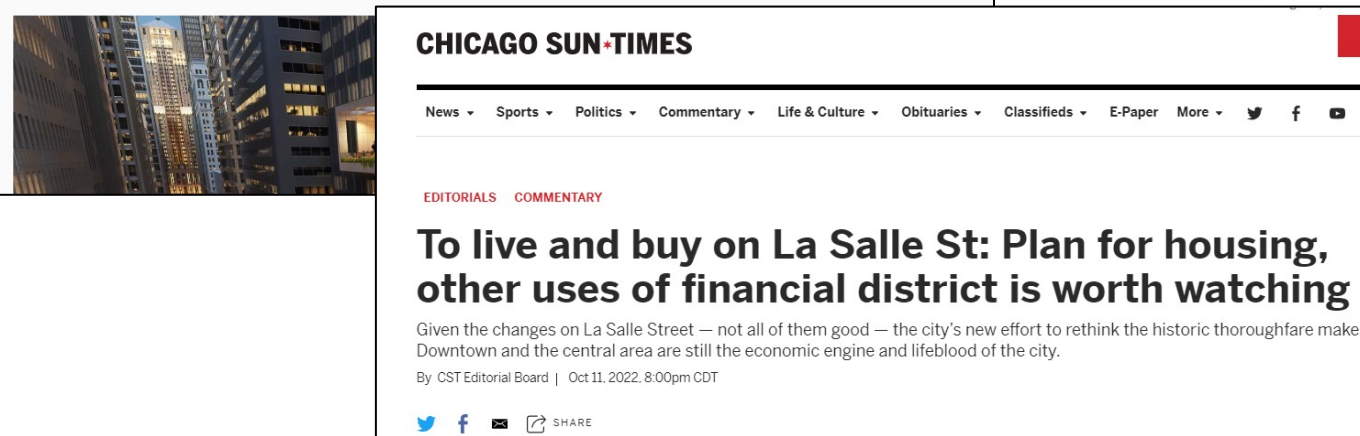 CHICAGO SUN★TIMES
News Sports Politics Commentary Life & Culture Obituaries Classifieds E-Paper More
EDITORIALS COMMENTARY
To live and buy on La Salle St: Plan for housing,
other uses of financial district is worth watching
Given the changes on La Salle Street — not all of them good — the city's new effort to rethink the historic thoroughfare make
Downtown and the central area are still the economic engine and lifeblood of the city.
By CST Editorial Board | Oct 11, 2022, 8:00pm CDT
SHARE